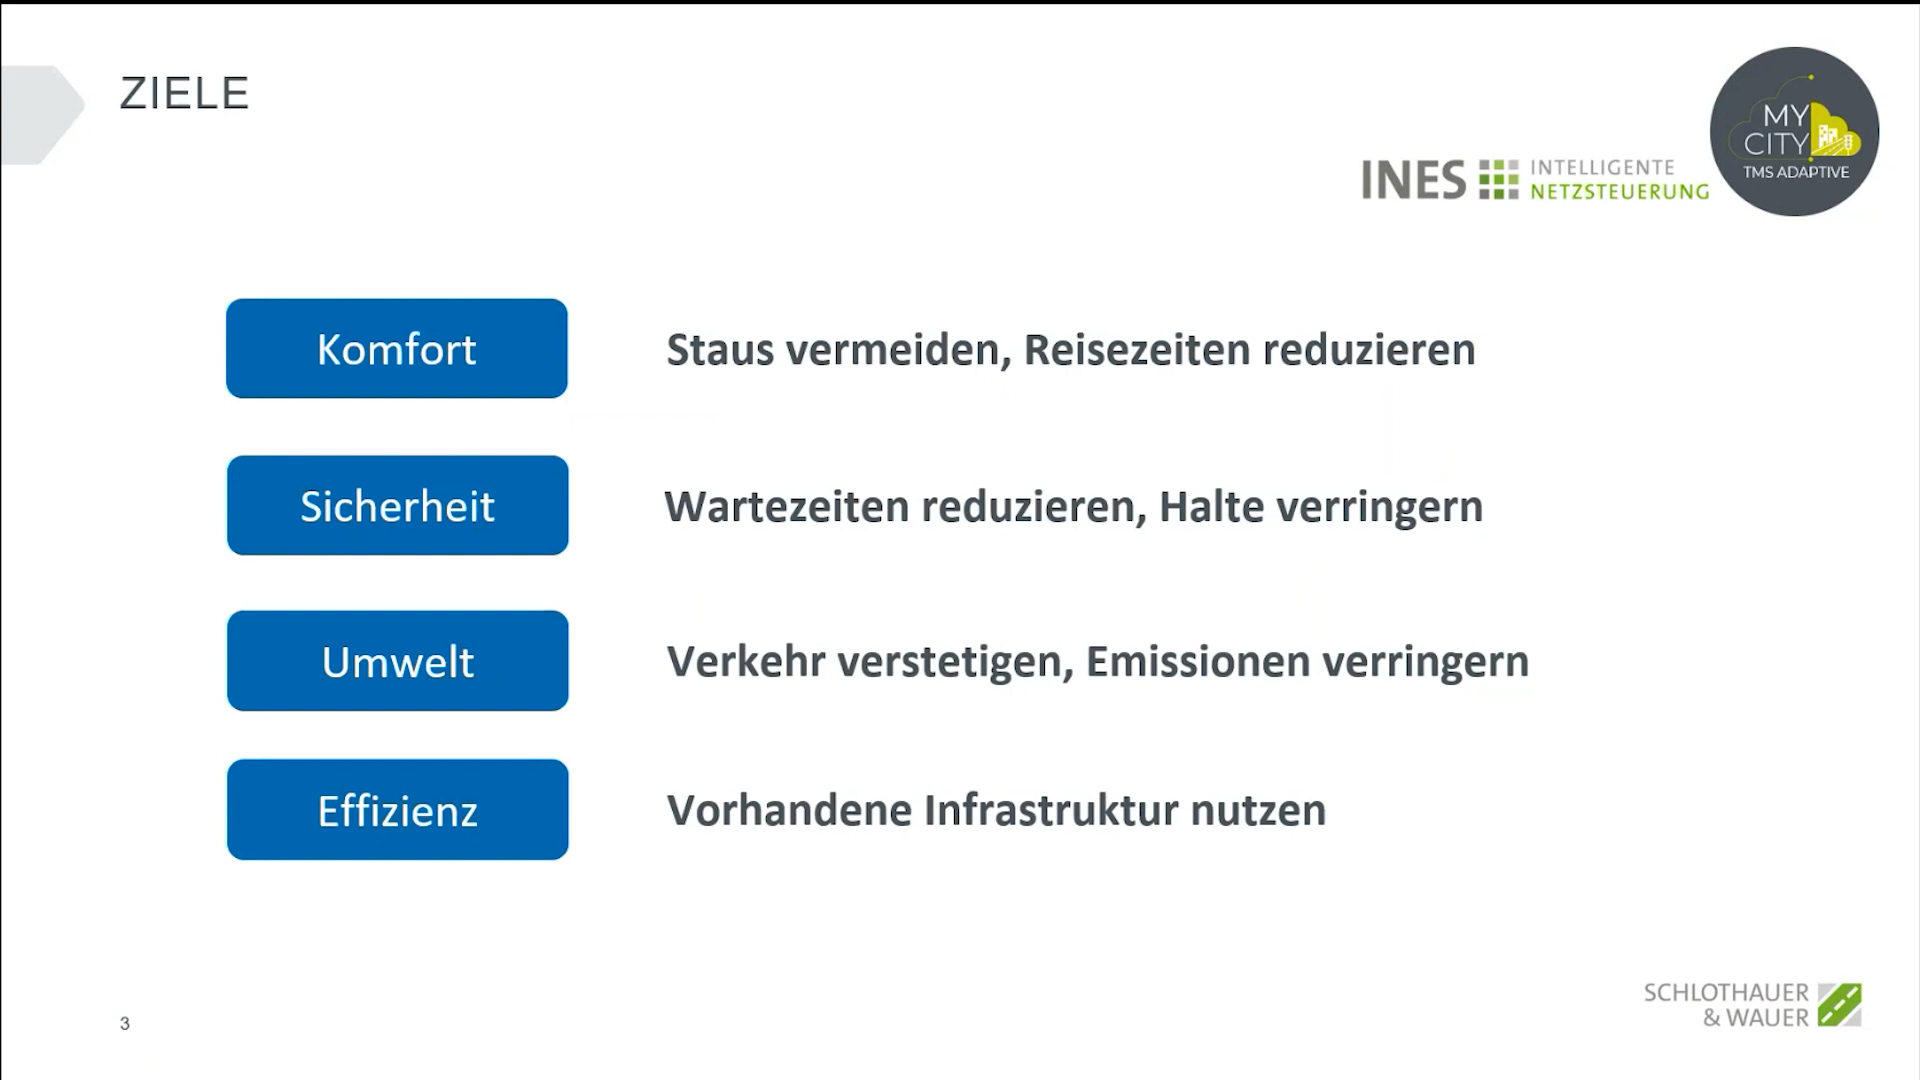 ZIELE
MY
CITY
TMS ADAPTIVE
INES INTELLIGENTE
NETZSTEUERUNG
Komfort Staus vermeiden, Reisezeiten reduzieren
Sicherheit Wartezeiten reduzieren, Halte verringern
Umwelt Verkehr verstetigen, Emissionen verringern
Effizienz Vorhandene Infrastruktur nutzen
SCHLOTHAUER
& WAUER
3